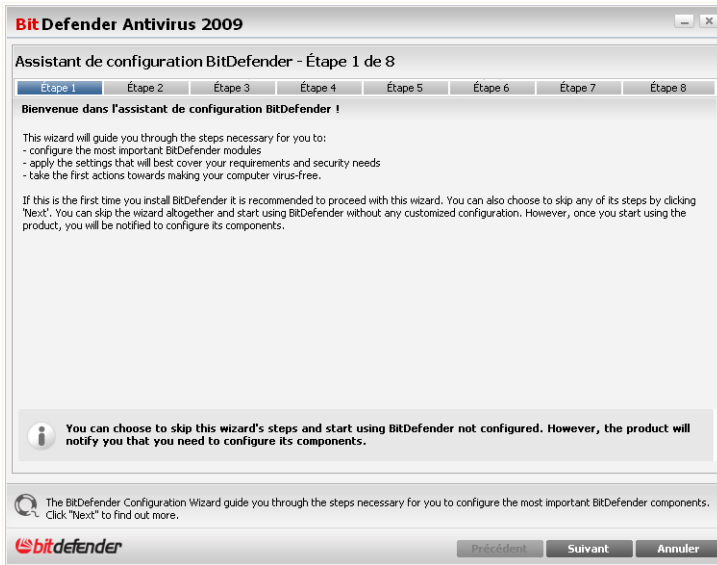 BitDefender Antivirus 2009
Assistant de configuration BitDefender - Étape 1 de 8
Étape 1 Étape 2 Étape 3 Étape 4 Étape 5 Étape 6 Étape 7 Étape 8
Bienvenue dans l'assistant de configuration BitDefender !
This wizard will guide you through the steps necessary for you to:
- configure the most important BitDefender modules
- apply the settings that will best cover your requirements and security needs
- take the first actions towards making your computer virus-free.
If this is the first time you install BitDefender it is recommended to proceed with this wizard. You can also choose to skip any of its steps by clicking
'Next'. You can skip the wizard altogether and start using BitDefender without any customized configuration. However, once you start using the
product, you will be notified to configure its components.
You can choose to skip this wizard's steps and start using BitDefender not configured. However, the product will
notify you that you need to configure its components.
The BitDefender Configuration Wizard guide you through the steps necessary for you to configure the most important BitDefender components.
Click "Next" to find out more.
bitdefender
Précédent Suivant Annuler